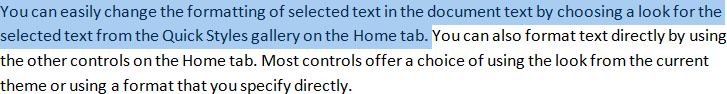 You can easily change the formatting of selected text in the document text by choosing a look for the
selected text from the Quick Styles gallery on the Home tab. You can also format text directly by using
the other controls on the Home tab. Most controls offer a choice of using the look from the current
theme or using a format that you specify directly.